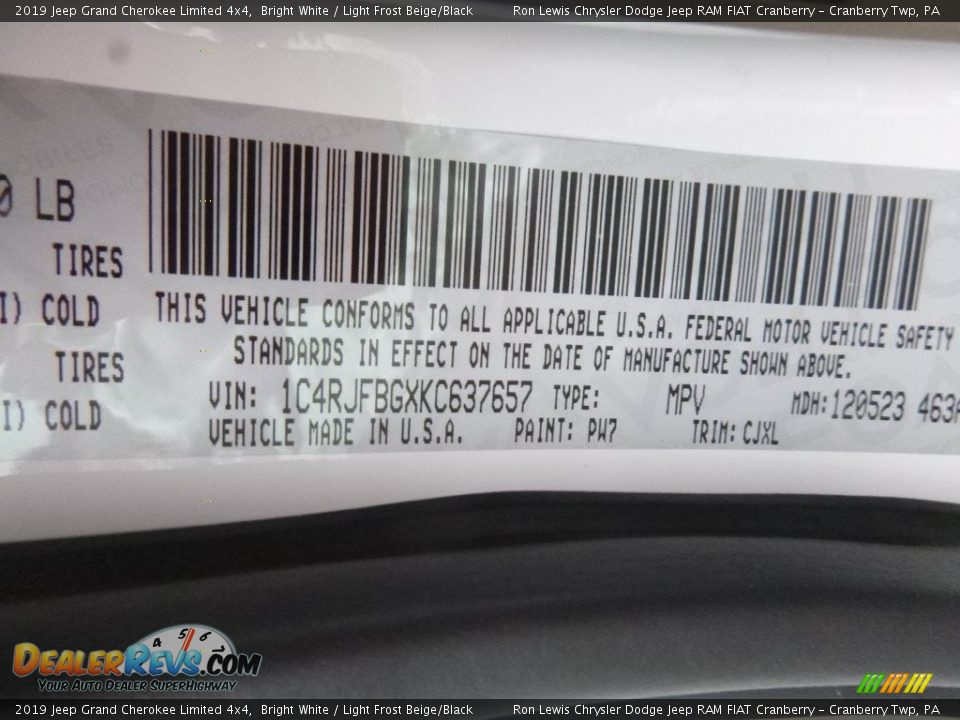 2019 Jeep Grand Cherokee Limited 4x4, Bright White / Light Frost Beige/Black Ron Lewis Chrysler Dodge Jeep RAM FIAT Cranberry - Cranberry Twp, PA
0 LB
TIRES
I) COLD
TIRES
I) COLD
THIS VEHICLE CONFORMS TO ALL APPLICABLE U.S.A. FEDERAL MOTOR VEHICLE SAFETY
STANDARDS IN EFFECT ON THE DATE OF MANUFACTURE SHOWN ABOVE.
VIN: 1C4RJFBGXKC637657 TYPE: MPV MDH: 120523 463A
VEHICLE MADE IN U.S.A. PAINT: PW7 TRIM: CJXL
4 5 6
DealerRevs.com
Your Auto Dealer SuperHighway
2019 Jeep Grand Cherokee Limited 4x4, Bright White / Light Frost Beige/Black Ron Lewis Chrysler Dodge Jeep RAM FIAT Cranberry - Cranberry Twp, PA